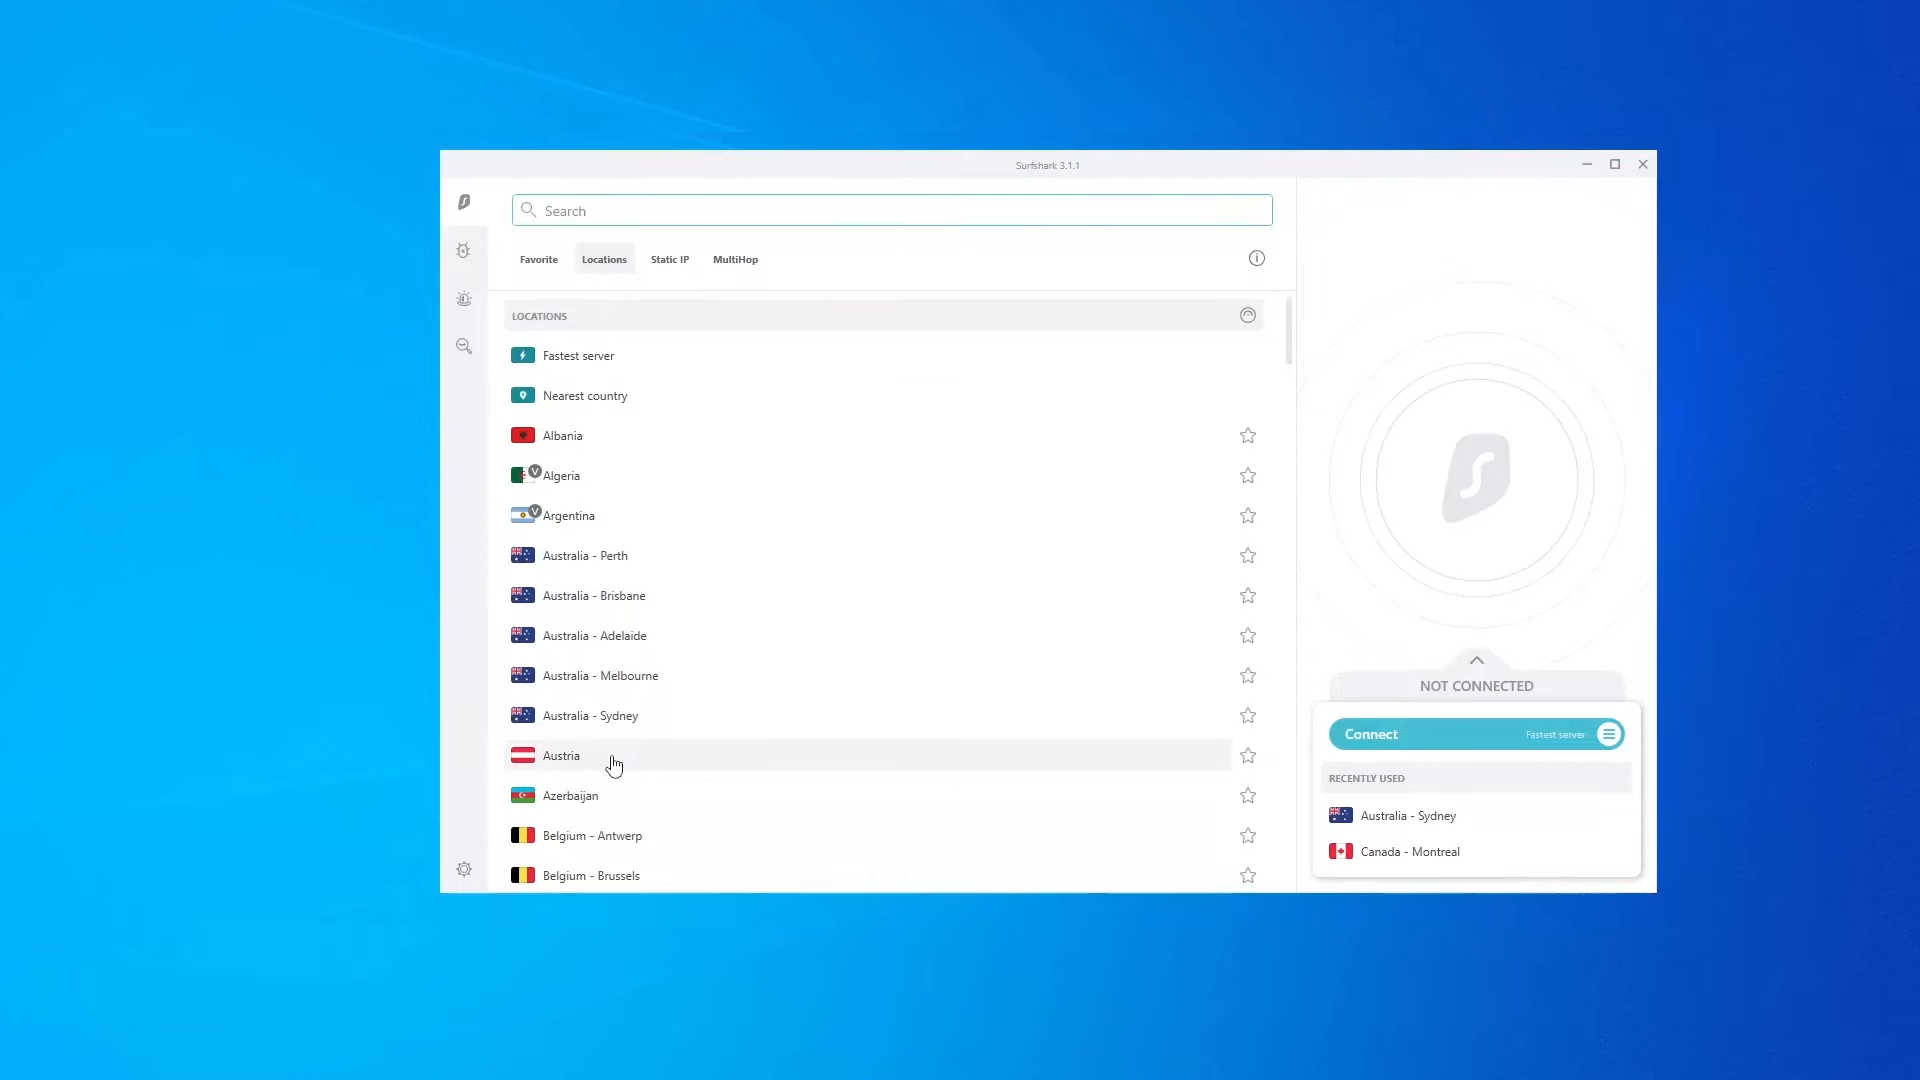 Surfshark 3.1.1
Search
Favorite
Locations
Static IP
MultiHop
LOCATIONS
Fastest server
Nearest country
Albania
V
Algeria
V
Argentina
Australia - Perth
Australia - Brisbane
Australia - Adelaide
Australia - Melbourne
Australia - Sydney
Austria
Azerbaijan
Belgium - Antwerp
Belgium - Brussels
NOT CONNECTED
Connect
Fastest server
RECENTLY USED
Australia - Sydney
Canada - Montreal